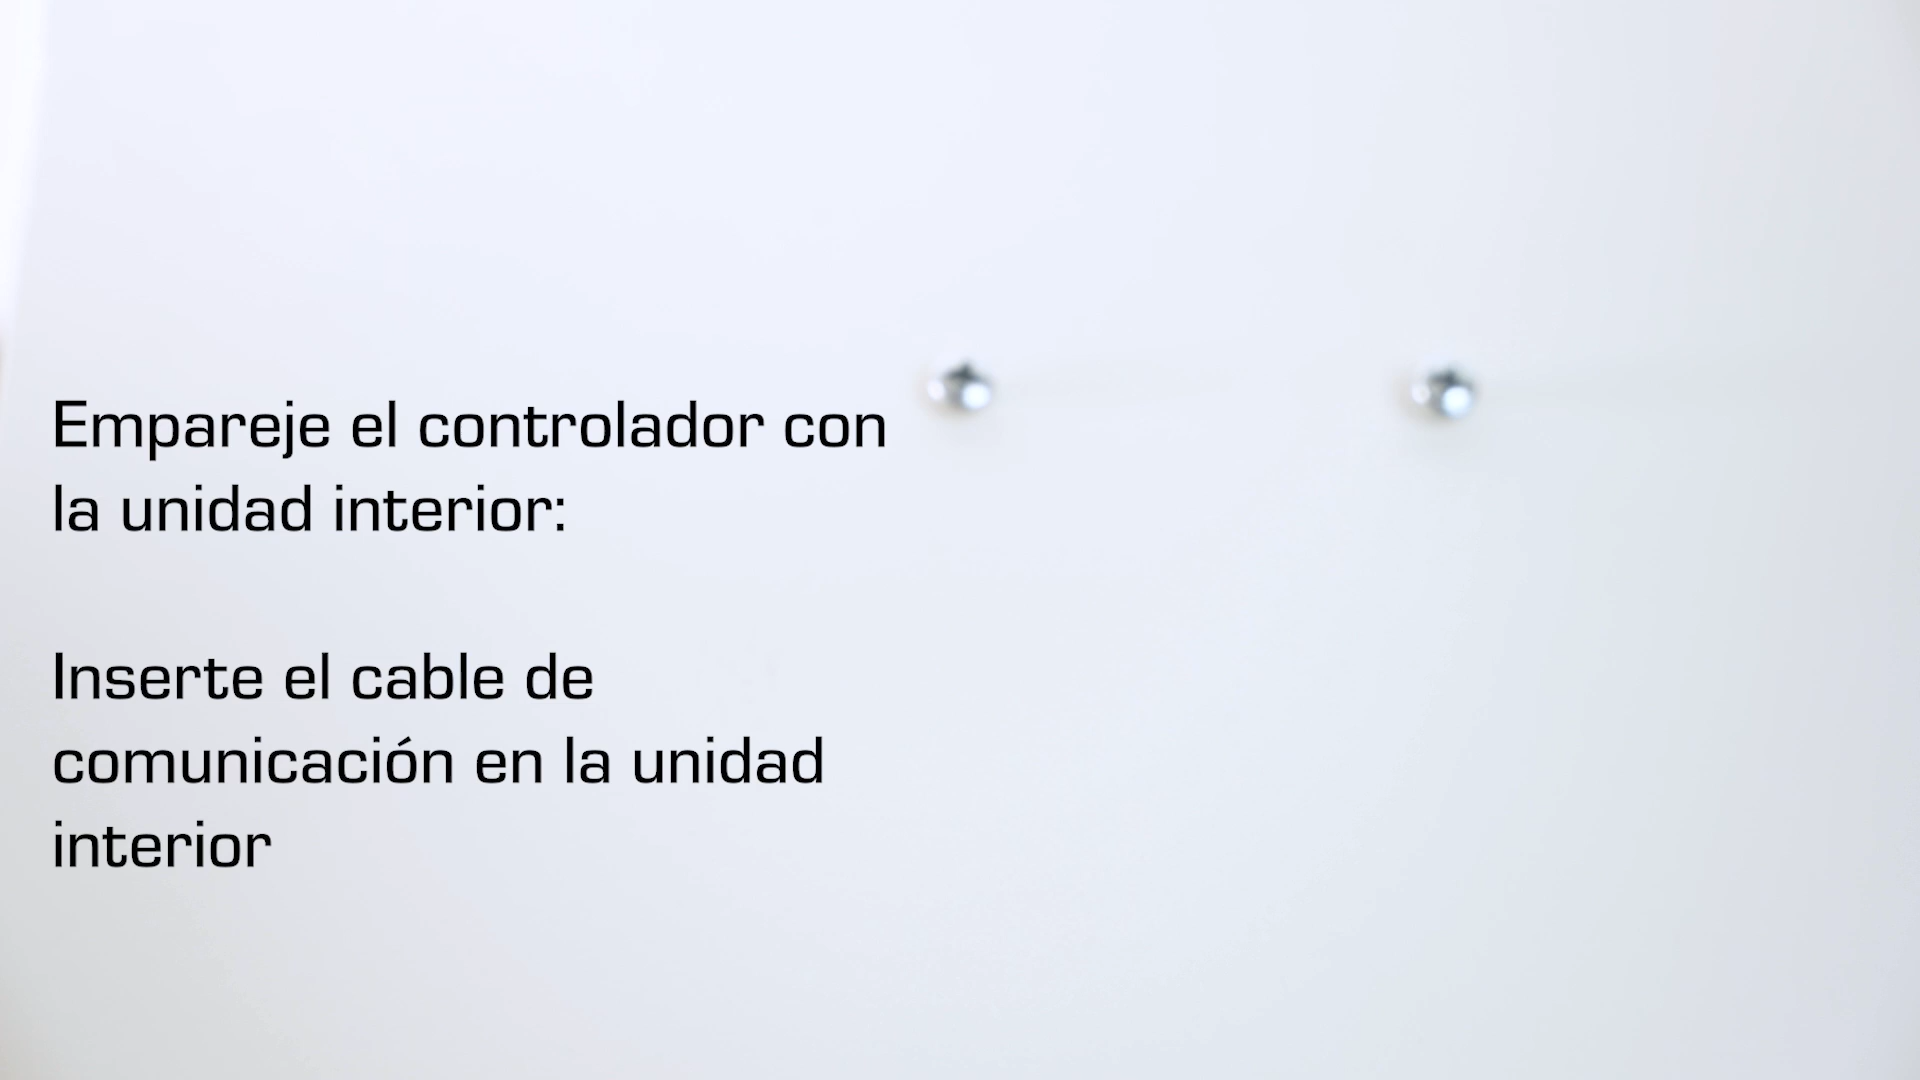 Empareje el controlador con
la unidad interior:
Inserte el cable de
comunicación en la unidad
interior